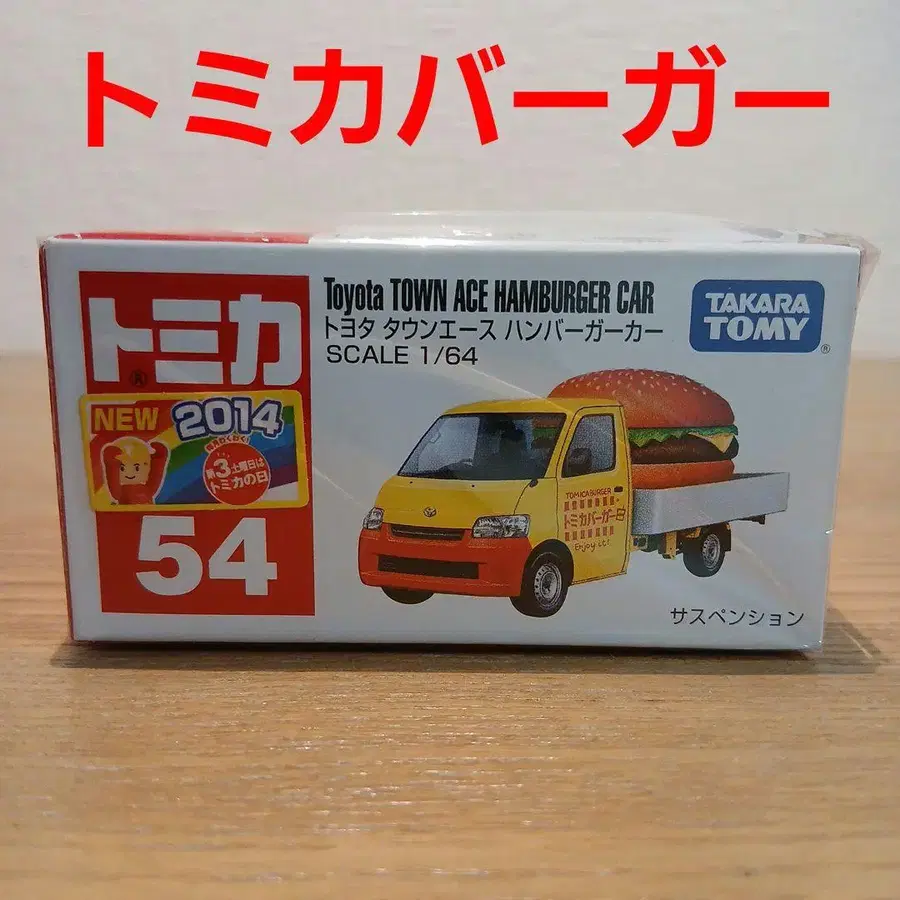 トミカバーガー
トミカ®
Toyota TOWN ACE HAMBURGER CAR
トヨタ タウンエース ハンバーガーカー
SCALE 1/64
TAKARA
TOMY®
NEW 2014
第3土曜日は
トミカの日
54
TOMICABURGER
トミカバーガー
Enjoy it!
サスペンション